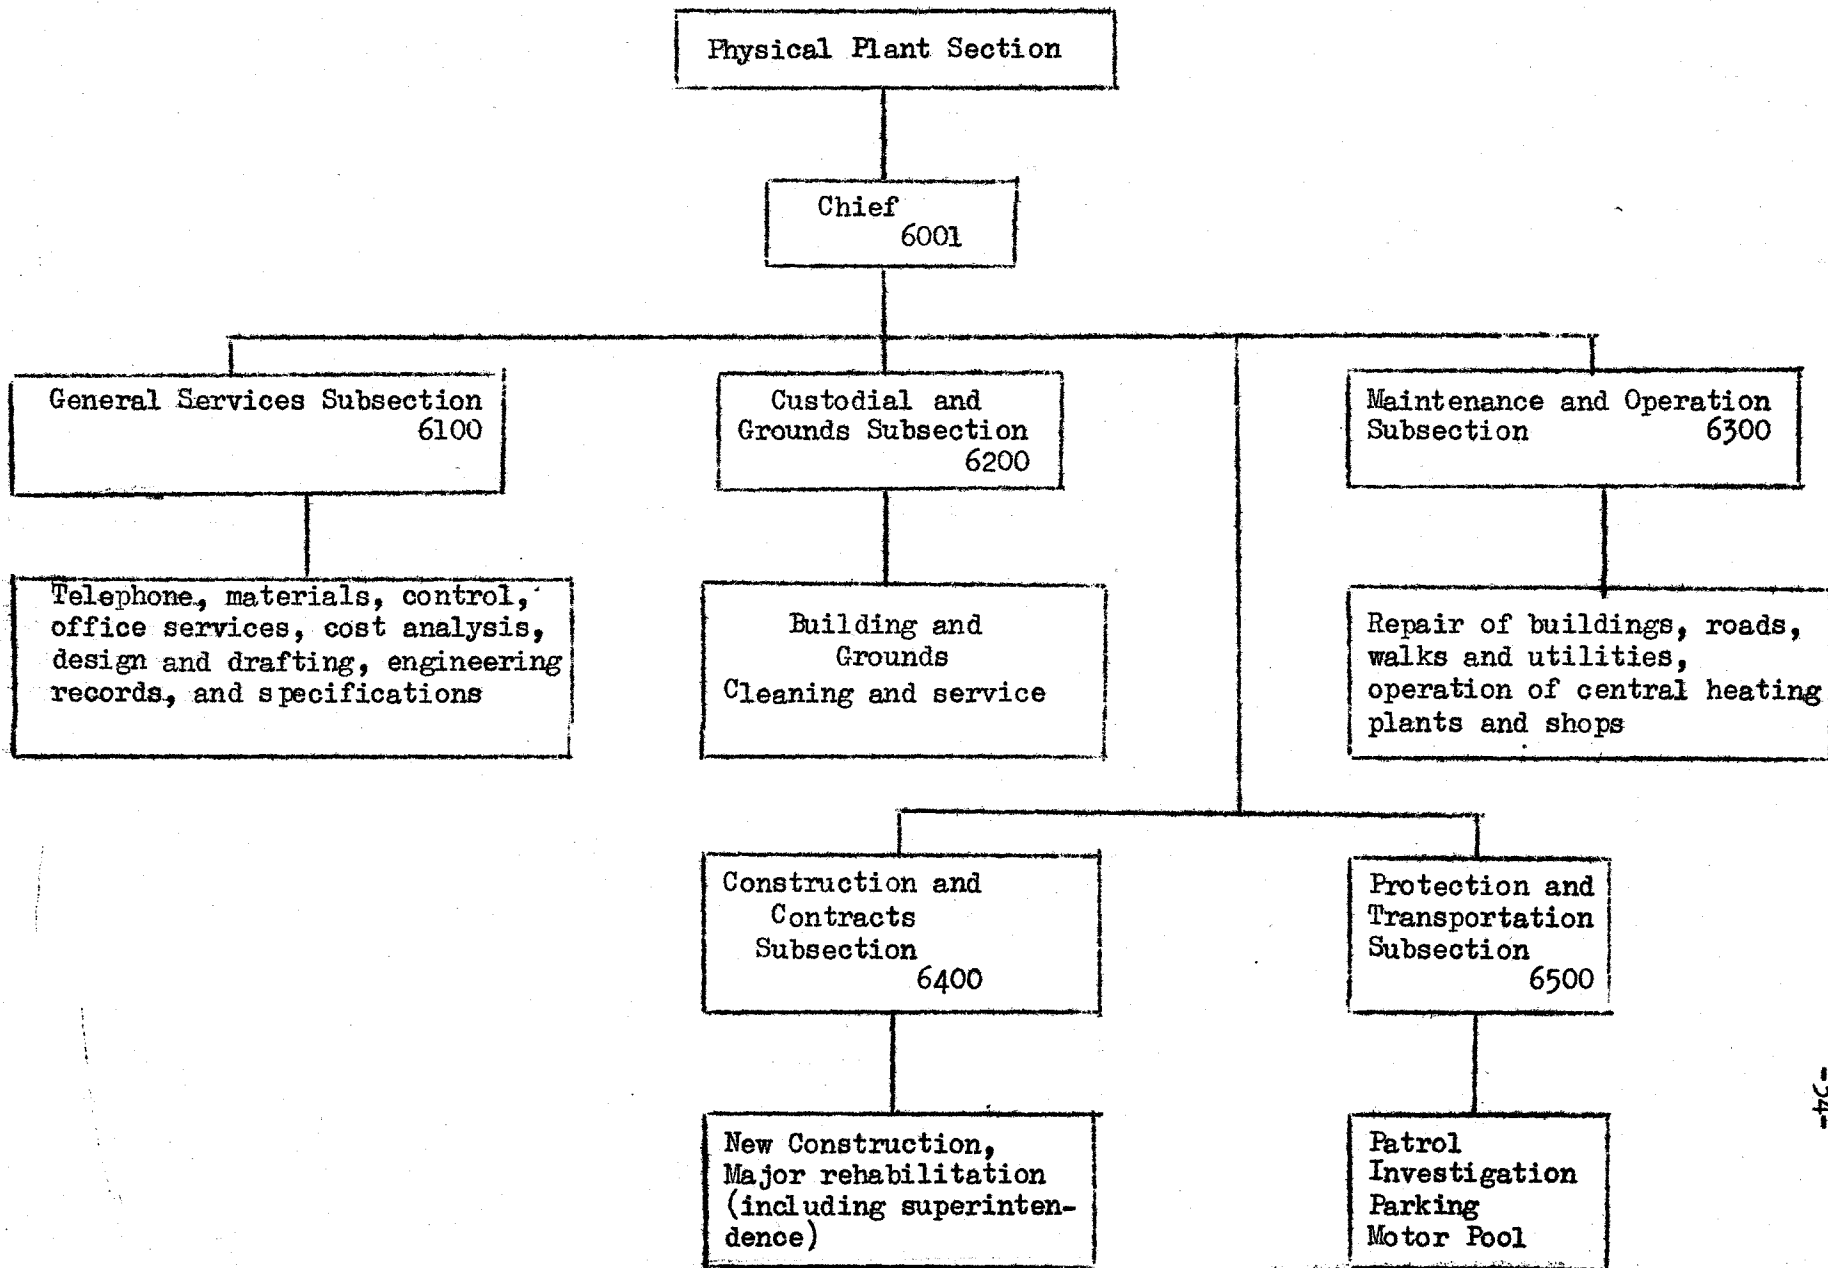 Physical Plant Section
Chief
6001
General Services Subsection
6100
Custodial and
Grounds Subsection
6200
Maintenance and Operation
Subsection 6300
Telephone, materials, control,
office services, cost analysis,
design and drafting, engineering
records, and specifications
Building and
Grounds
Cleaning and service
Repair of buildings, roads,
walks and utilities,
operation of central heating
plants and shops
Construction and
Contracts
Subsection
6400
Protection and
Transportation
Subsection
6500
New Construction,
Major rehabilitation
(including superinten-
dence)
Patrol
Investigation
Parking
Motor Pool